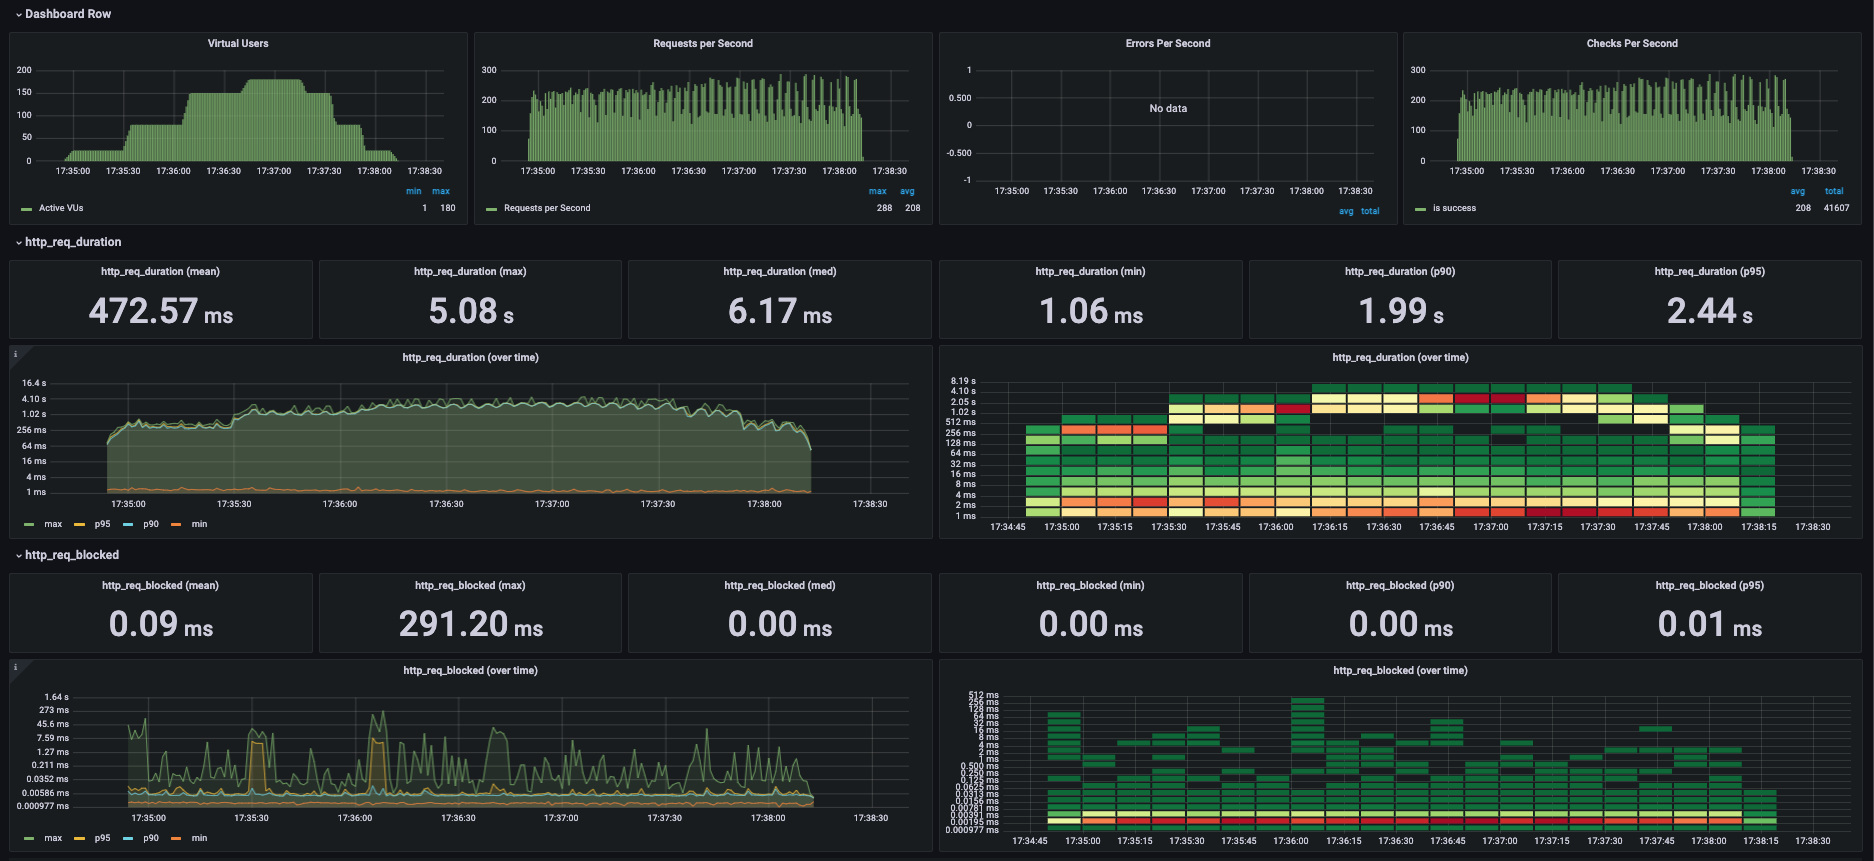 Dashboard Row
Virtual Users
200
150
100
50
0
17:35:00 17:35:30 17:36:00 17:36:30 17:37:00 17:37:30 17:38:00 17:38:30
min max
Active VUs 1 180
Requests per Second
300
200
100
0
17:35:00 17:35:30 17:36:00 17:36:30 17:37:00 17:37:30 17:38:00 17:38:30
max avg
Requests per Second 288 208
Errors Per Second
1
0.500
0
-0.500
-1
No data
17:35:00 17:35:30 17:36:00 17:36:30 17:37:00 17:37:30 17:38:00 17:38:30
avg total
Checks Per Second
300
200
100
0
17:35:00 17:35:30 17:36:00 17:36:30 17:37:00 17:37:30 17:38:00 17:38:30
avg total
is success 208 41607
http_req_duration
http_req_duration (mean)
472.57 ms
http_req_duration (max)
5.08 s
http_req_duration (med)
6.17 ms
http_req_duration (min)
1.06 ms
http_req_duration (p90)
1.99 s
http_req_duration (p95)
2.44 s
i
http_req_duration (over time)
16.4 s
4.10 s
1.02 s
256 ms
64 ms
16 ms
4 ms
1 ms
17:35:00 17:35:30 17:36:00 17:36:30 17:37:00 17:37:30 17:38:00 17:38:30
max p95 p90 min
http_req_duration (over time)
8.19 s
4.10 s
2.05 s
1.02 s
512 ms
256 ms
128 ms
64 ms
32 ms
16 ms
8 ms
4 ms
2 ms
1 ms
17:34:45 17:35:00 17:35:15 17:35:30 17:35:45 17:36:00 17:36:15 17:36:30 17:36:45 17:37:00 17:37:15 17:37:30 17:37:45 17:38:00 17:38:15 17:38:30
http_req_blocked
http_req_blocked (mean)
0.09 ms
http_req_blocked (max)
291.20 ms
http_req_blocked (med)
0.00 ms
http_req_blocked (min)
0.00 ms
http_req_blocked (p90)
0.00 ms
http_req_blocked (p95)
0.01 ms
i
http_req_blocked (over time)
1.64 s
273 ms
45.6 ms
7.59 ms
1.27 ms
0.211 ms
0.0352 ms
0.00586 ms
0.000977 ms
17:35:00 17:35:30 17:36:00 17:36:30 17:37:00 17:37:30 17:38:00 17:38:30
max p95 p90 min
http_req_blocked (over time)
512 ms
256 ms
128 ms
64 ms
32 ms
16 ms
8 ms
4 ms
2 ms
1 ms
0.500 ms
0.250 ms
0.125 ms
0.0625 ms
0.0313 ms
0.0156 ms
0.00781 ms
0.00391 ms
0.00195 ms
0.000977 ms
17:34:45 17:35:00 17:35:15 17:35:30 17:35:45 17:36:00 17:36:15 17:36:30 17:36:45 17:37:00 17:37:15 17:37:30 17:37:45 17:38:00 17:38:15 17:38:30